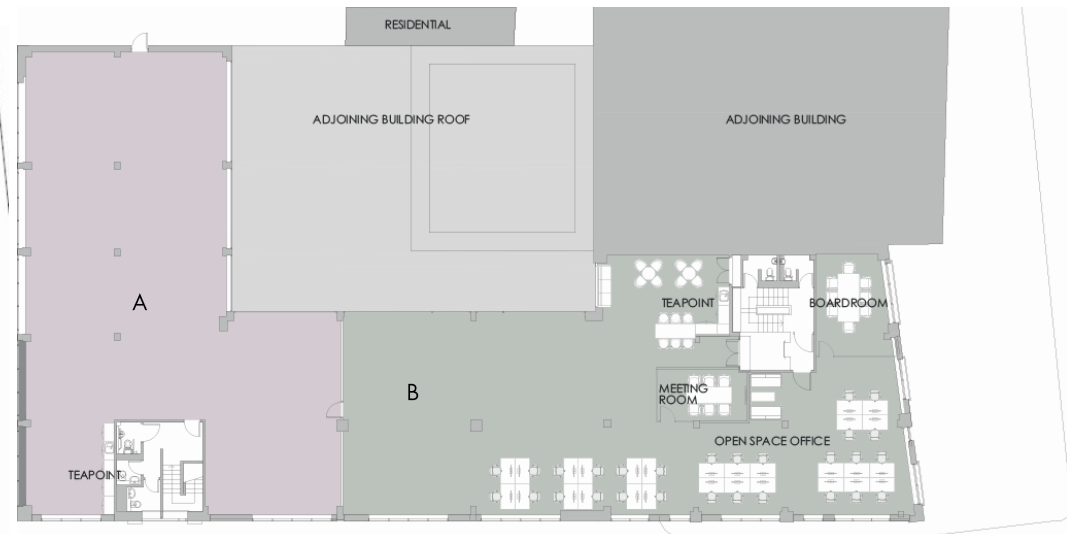 RESIDENTIAL
ADJOINING BUILDING ROOF
ADJOINING BUILDING
A
TEAPOINT
BOARDROOM
B
MEETING
ROOM
OPEN SPACE OFFICE
TEAPOINT